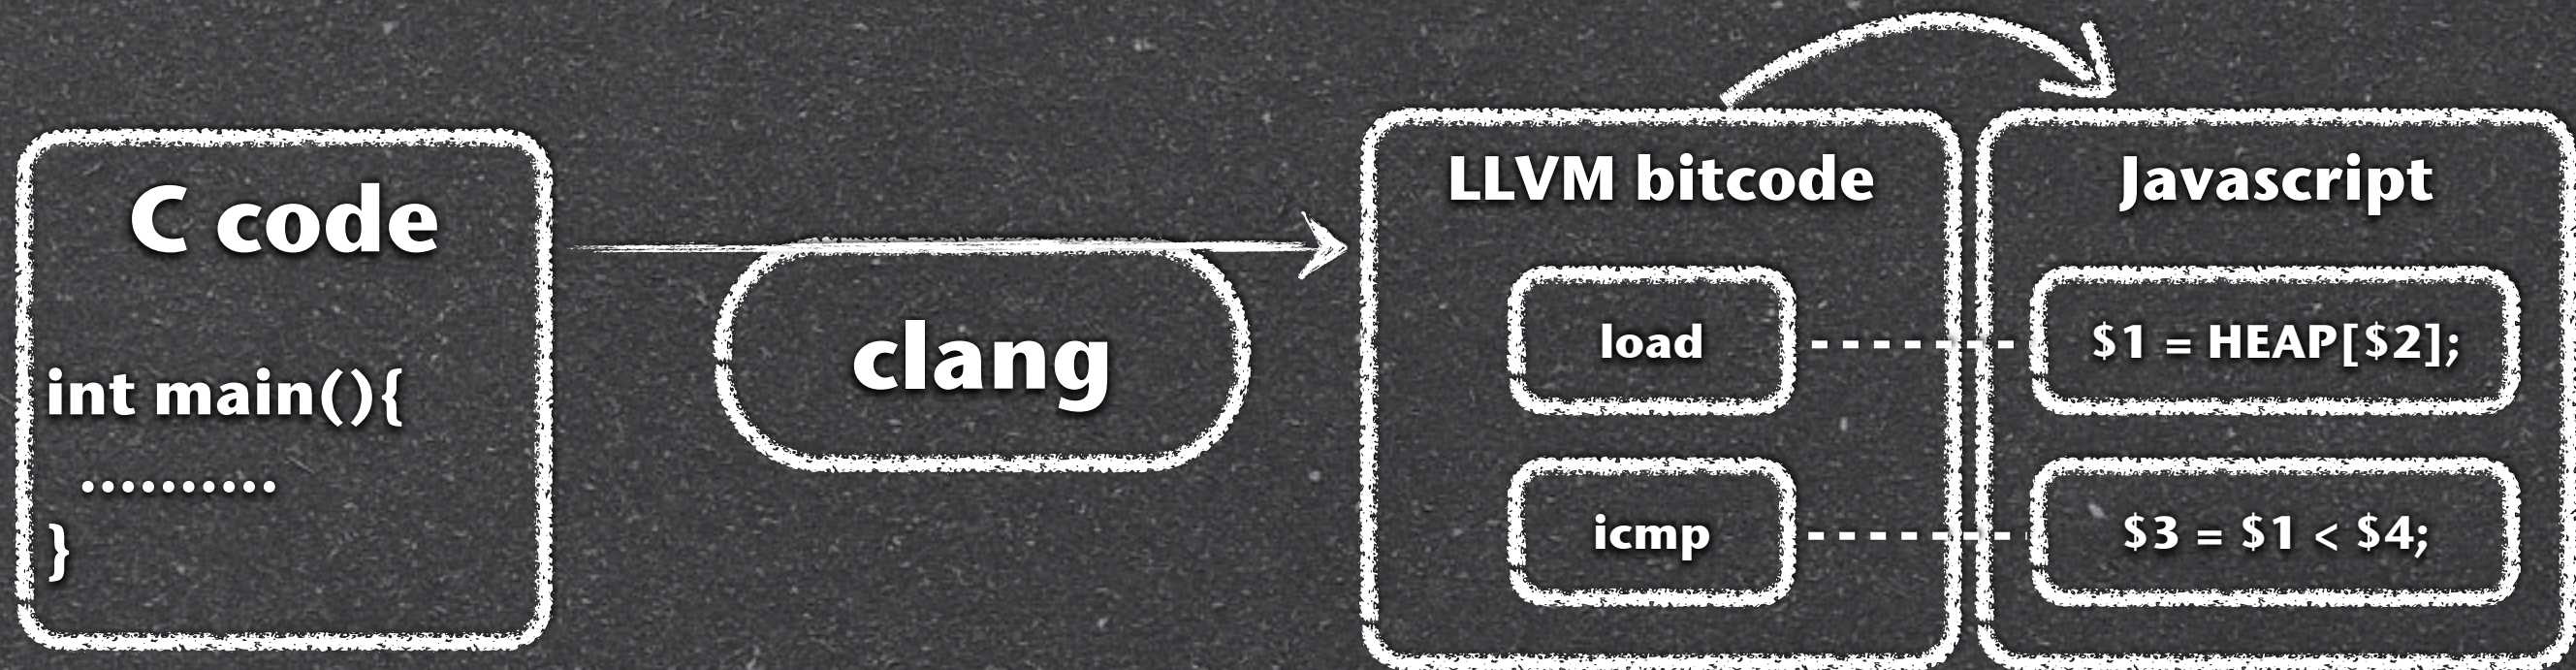 C code
int main(){
..........
}
clang
LLVM bitcode
load
icmp
Javascript
$1 = HEAP[$2];
$3 = $1 < $4;